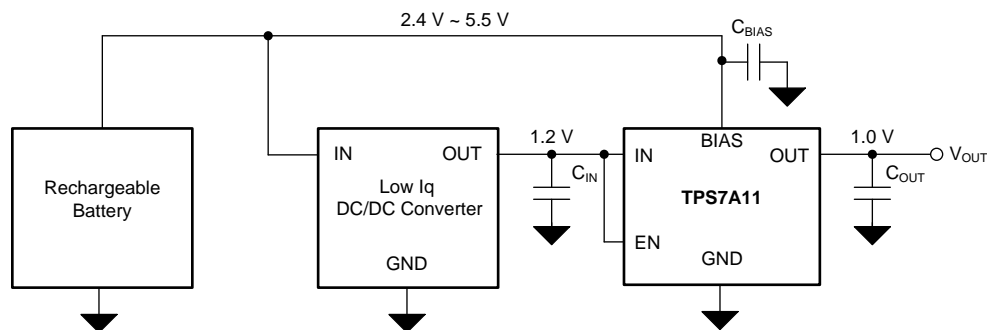 2.4 V ~ 5.5 V
CBIAS
Rechargeable
Battery
IN
OUT
Low Iq
DC/DC Converter
GND
1.2 V
CIN
BIAS
IN
OUT
TPS7A11
EN
GND
1.0 V
COUT
VOUT